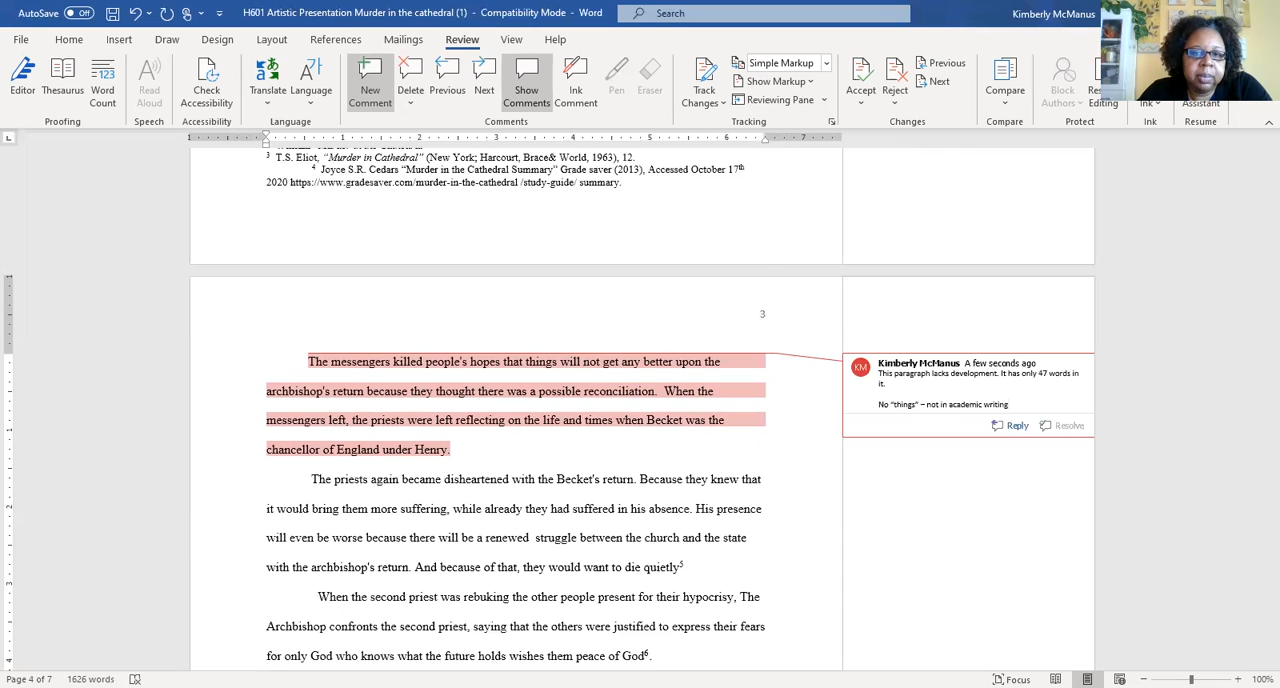 AutoSave Off H601 Artistic Presentation Murder in the cathedral (1) - Compatibility Mode - Word Search Kimberly McManus
File Home Insert Draw Design Layout References Mailings Review View Help
Editor Thesaurus Word Count Read Aloud Check Accessibility Translate Language New Comment Delete Previous Next Show Comments Ink Comment Pen Eraser Track Changes Simple Markup Show Markup Reviewing Pane Accept Reject Previous Next Compare Block Authors Editing Ink Assistant
Proofing Speech Accessibility Language Comments Tracking Changes Compare Protect Ink Resume
1 1 2 3 4 5 6 7
3 T.S. Eliot, “Murder in Cathedral” (New York; Harcourt, Brace& World, 1963), 12.
4 Joyce S.R. Cedars “Murder in the Cathedral Summary” Grade saver (2013), Accessed October 17th
2020 https://www.gradesaver.com/murder-in-the-cathedral /study-guide/ summary.
3
The messengers killed people's hopes that things will not get any better upon the
archbishop's return because they thought there was a possible reconciliation.  When the
messengers left, the priests were left reflecting on the life and times when Becket was the
chancellor of England under Henry.
KM Kimberly McManus A few seconds ago
This paragraph lacks development. It has only 47 words in
it.
No “things” – not in academic writing
Reply Resolve
The priests again became disheartened with the Becket's return. Because they knew that
it would bring them more suffering, while already they had suffered in his absence. His presence
will even be worse because there will be a renewed  struggle between the church and the state
with the archbishop's return. And because of that, they would want to die quietly5
When the second priest was rebuking the other people present for their hypocrisy, The
Archbishop confronts the second priest, saying that the others were justified to express their fears
for only God who knows what the future holds wishes them peace of God6.
Page 4 of 7 1626 words Focus 100%